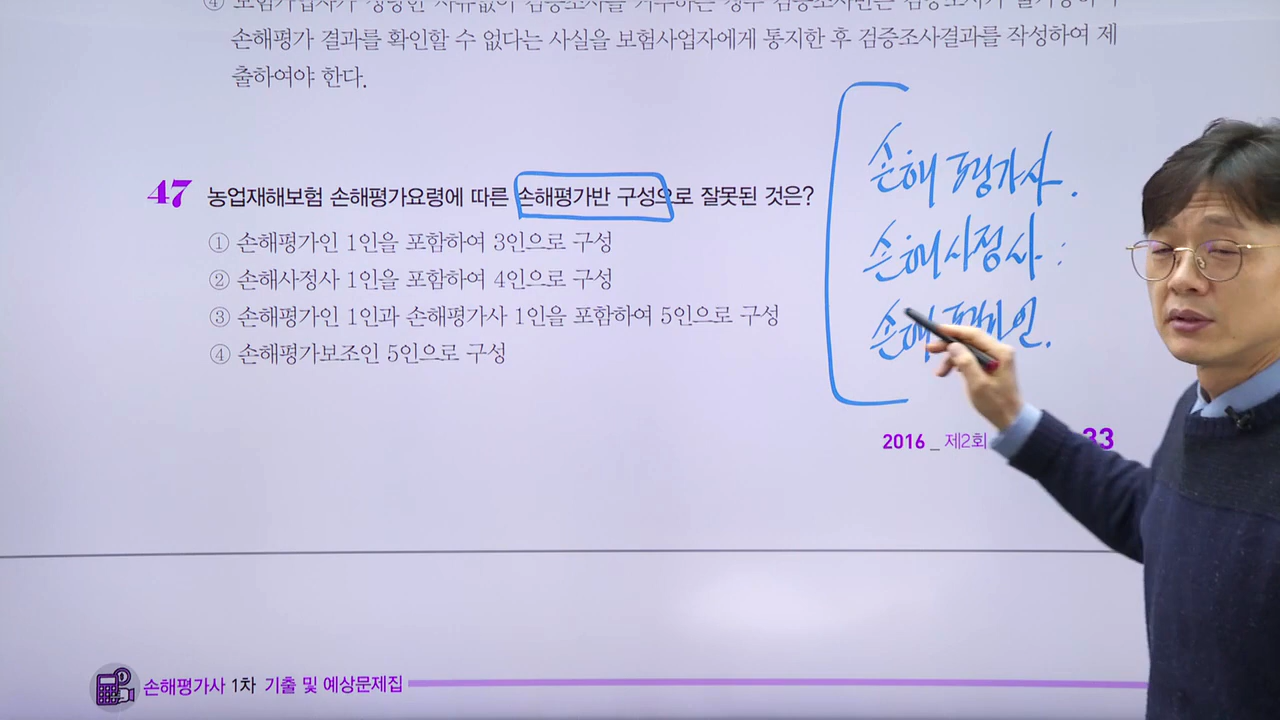 손해평가 결과를 확인할 수 없다는 사실을 보험사업자에게 통지한 후 검증조사결과를 작성하여 제
출하여야 한다.
47 농업재해보험 손해평가요령에 따른 손해평가반 구성으로 잘못된 것은?
① 손해평가인 1인을 포함하여 3인으로 구성
② 손해사정사 1인을 포함하여 4인으로 구성
③ 손해평가인 1인과 손해평가사 1인을 포함하여 5인으로 구성
④ 손해평가보조인 5인으로 구성
손해평가사.
손해사정사:
손해평가인.
2016 _ 제2회 33
손해평가사 1차 기출 및 예상문제집